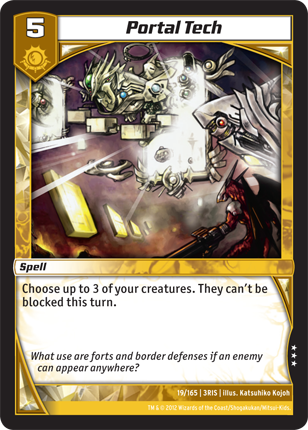 5
Portal Tech
Spell
Choose up to 3 of your creatures. They can't be
blocked this turn.
What use are forts and border defenses if an enemy
can appear anywhere?
19/165 | 3RIS | illus. Katsuhiko Kojoh
TM & © 2012 Wizards of the Coast/Shogakukan/Mitsui-Kids